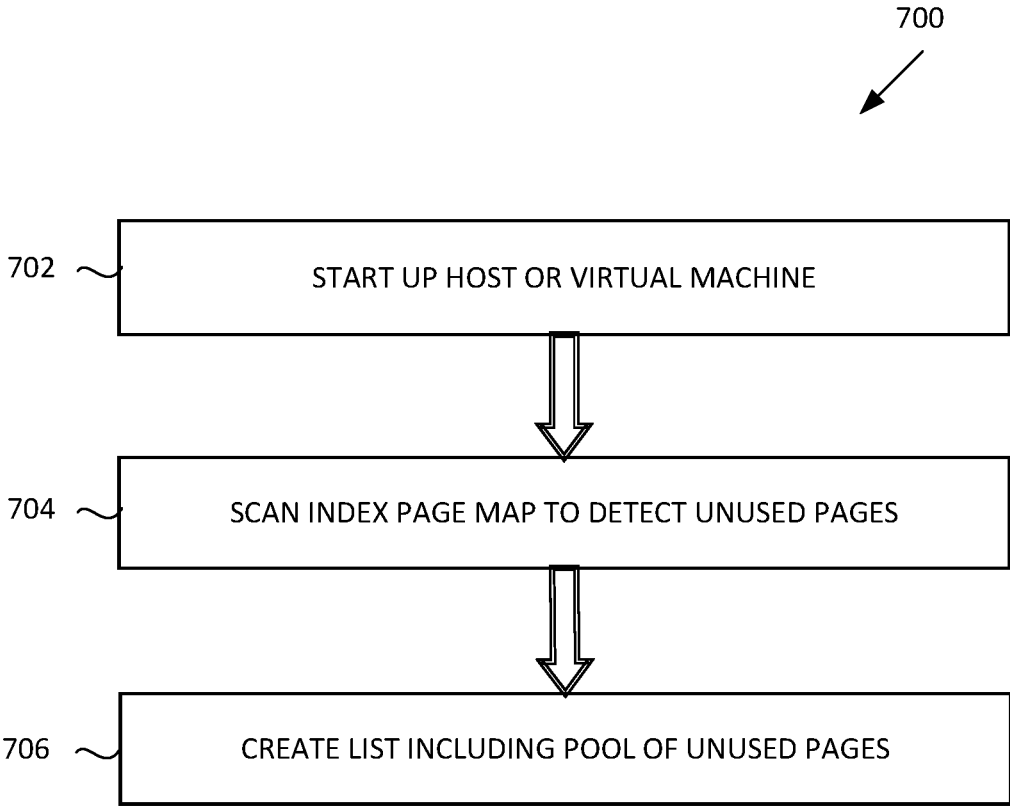 700
702 START UP HOST OR VIRTUAL MACHINE
704 SCAN INDEX PAGE MAP TO DETECT UNUSED PAGES
706 CREATE LIST INCLUDING POOL OF UNUSED PAGES